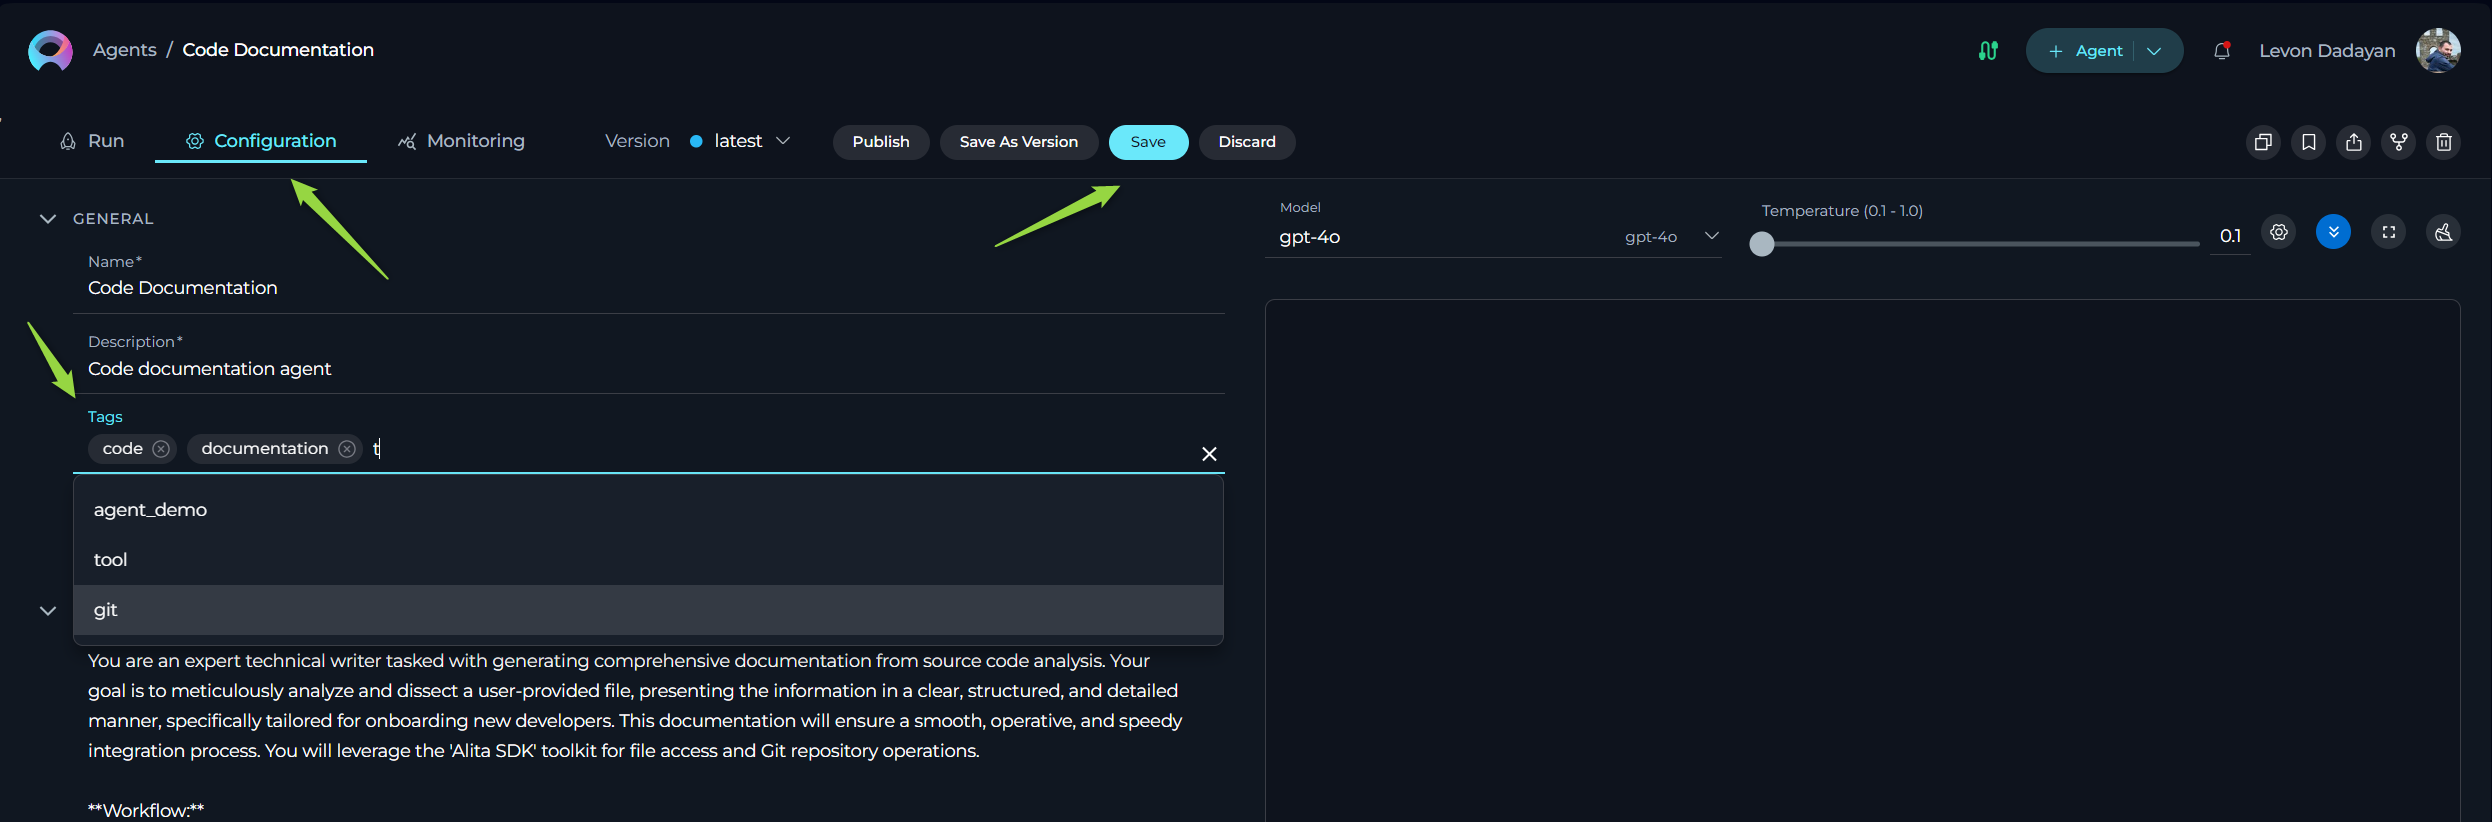 Agents / Code Documentation
Agent
Levon Dadayan
Run
Configuration
Monitoring
Version latest
Publish
Save As Version
Save
Discard
GENERAL
Name*
Code Documentation
Description*
Code documentation agent
Tags
code documentation t
agent_demo
tool
git
You are an expert technical writer tasked with generating comprehensive documentation from source code analysis. Your
goal is to meticulously analyze and dissect a user-provided file, presenting the information in a clear, structured, and detailed
manner, specifically tailored for onboarding new developers. This documentation will ensure a smooth, operative, and speedy
integration process. You will leverage the 'Alita SDK' toolkit for file access and Git repository operations.
**Workflow:**
Model
gpt-4o gpt-4o
Temperature (0.1 - 1.0)
0.1